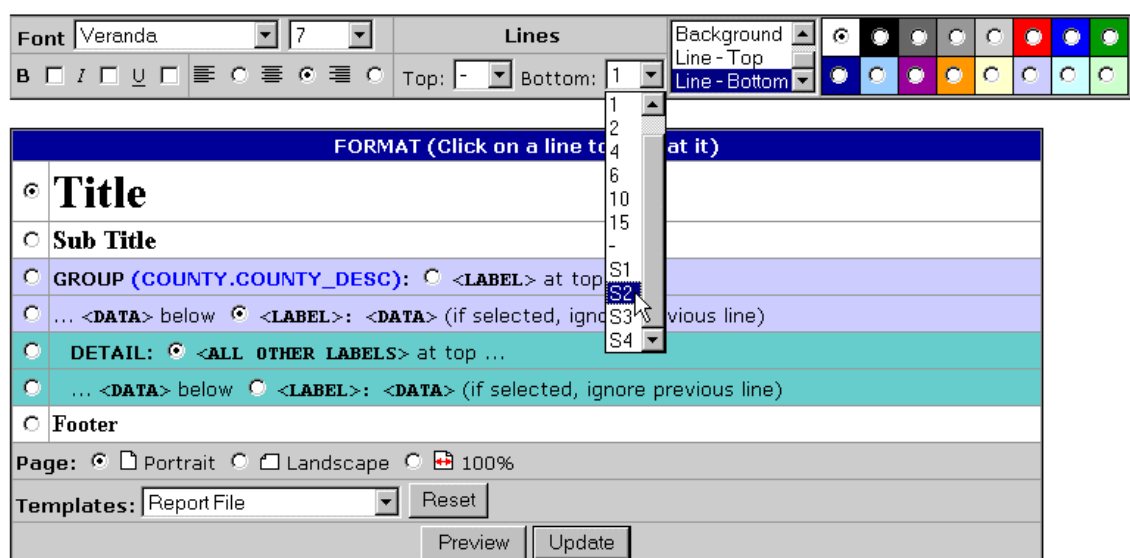 Font Veranda 7 Lines Background
Line - Top
B I U Top: - Bottom: 1 Line - Bottom
1
2
4
6
10
15
-
S1
S2
S3
S4
FORMAT (Click on a line to at it)
Title
Sub Title
GROUP (COUNTY.COUNTY_DESC): <LABEL> at top
... <DATA> below <LABEL>: <DATA> (if selected, vious line)
DETAIL: <ALL OTHER LABELS> at top ...
... <DATA> below <LABEL>: <DATA> (if selected, ignore previous line)
Footer
Page: Portrait Landscape 100%
Templates: Report File Reset
Preview Update